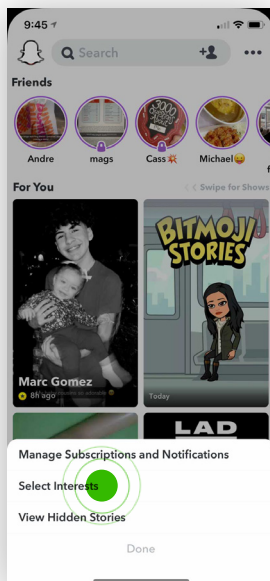 9:45
Search
Friends
3000
Andre
mags
Cass💥
Michael😛
For You
Swipe for Shows
BITMOJI
STORIES
Marc Gomez
8h ago
Today
LAD
Manage Subscriptions and Notifications
Select Interests
View Hidden Stories
Done